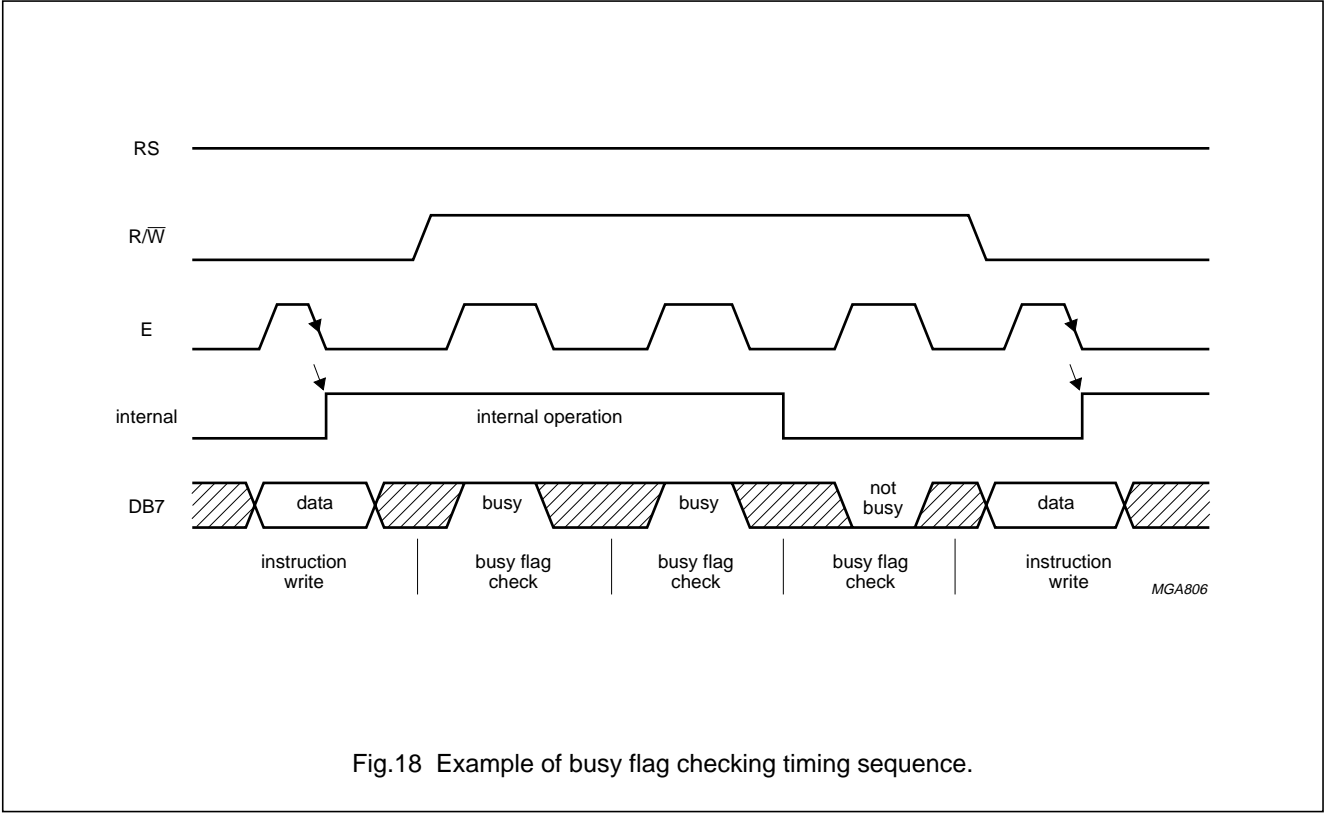 RS
R/W̅
E
internal
internal operation
DB7
data
busy
busy
not
busy
data
instruction
write
busy flag
check
busy flag
check
busy flag
check
instruction
write
MGA806
Fig.18 Example of busy flag checking timing sequence.